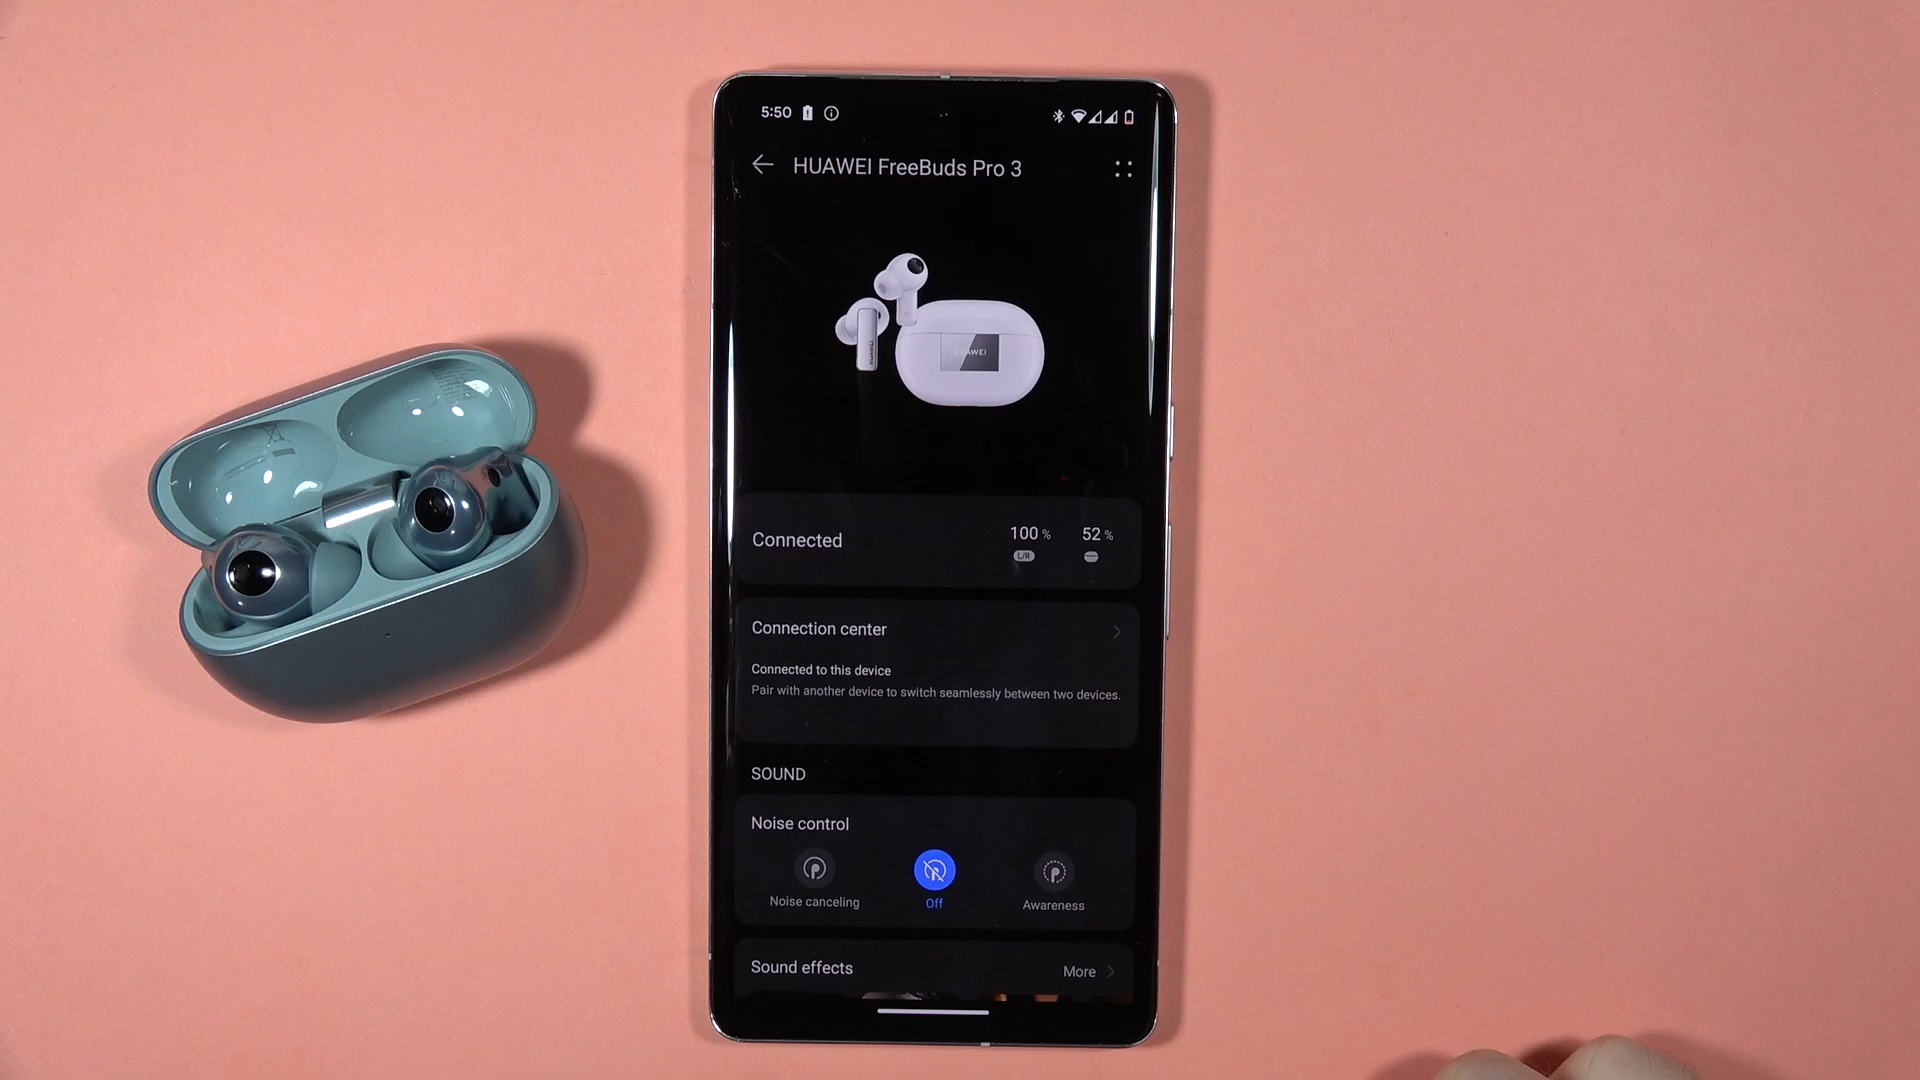 5:50
HUAWEI FreeBuds Pro 3
HUAWEI
HUAWEI
Connected
100 %
52 %
L/R
Connection center
Connected to this device
Pair with another device to switch seamlessly between two devices.
SOUND
Noise control
Noise canceling
Off
Awareness
Sound effects
More